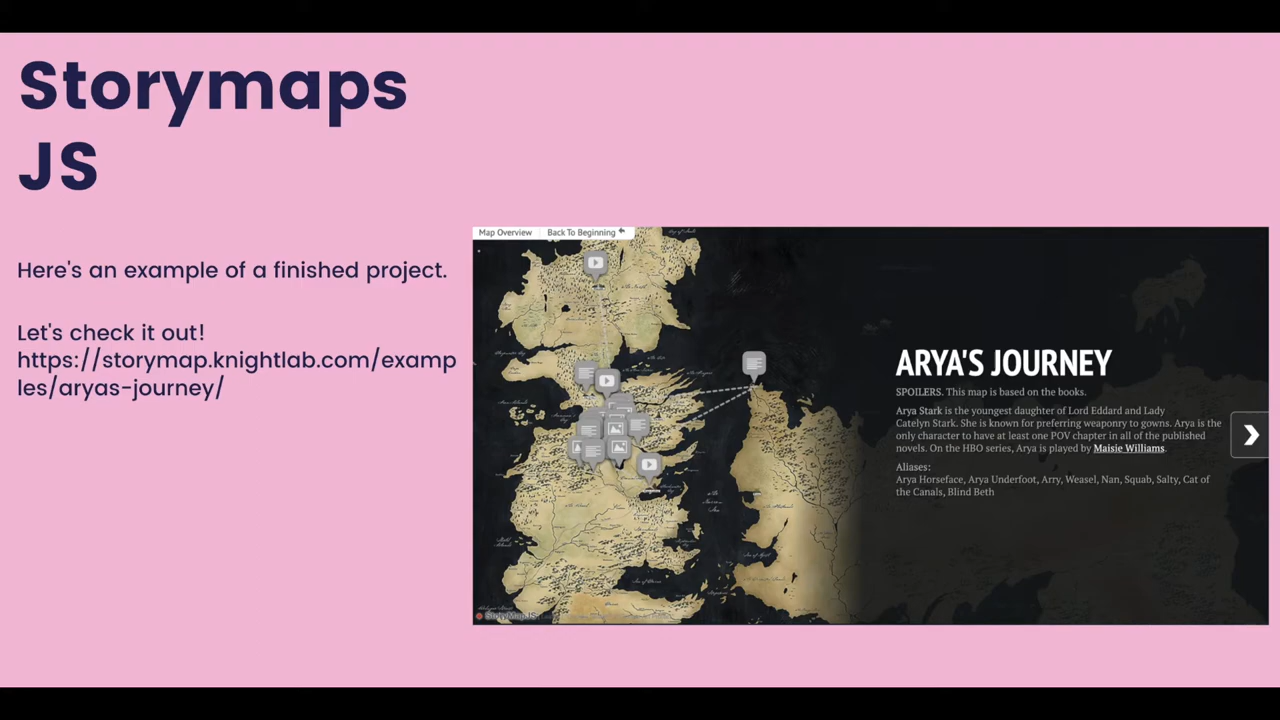 Storymaps
JS
Here's an example of a finished project.
Let's check it out!
https://storymap.knightlab.com/examp
les/aryas-journey/
Map Overview
Back To Beginning
ARYA'S JOURNEY
SPOILERS. This map is based on the books.
Arya Stark is the youngest daughter of Lord Eddard and Lady
Catelyn Stark. She is known for preferring weaponry to gowns. Arya is the
only character to have at least one POV chapter in all of the published
novels. On the HBO series, Arya is played by Maisie Williams.
Aliases:
Arya Horseface, Arya Underfoot, Arry, Weasel, Nan, Squab, Salty, Cat of
the Canals, Blind Beth
StoryMapJS